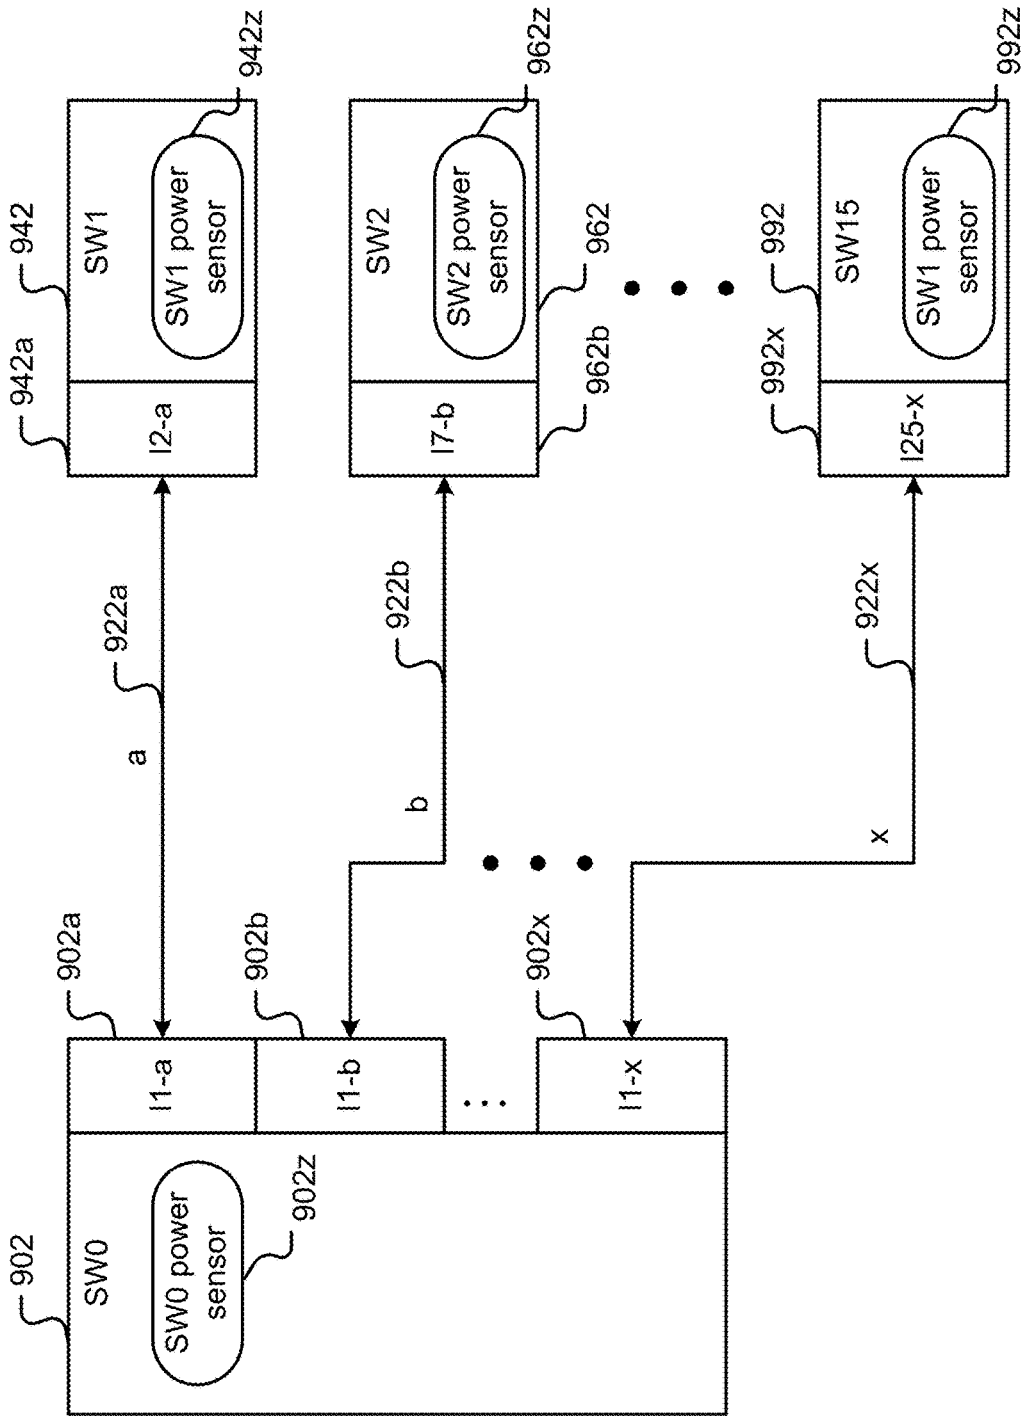 902
SW0
SW0 power
sensor
902z
I1-a
902a
I1-b
902b
...
I1-x
902x
a
922a
b
922b
x
922x
942a
I2-a
942
SW1
SW1 power
sensor
942z
I7-b
962b
SW2
SW2 power
sensor
962
962z
992x
I25-x
992
SW15
SW1 power
sensor
992z